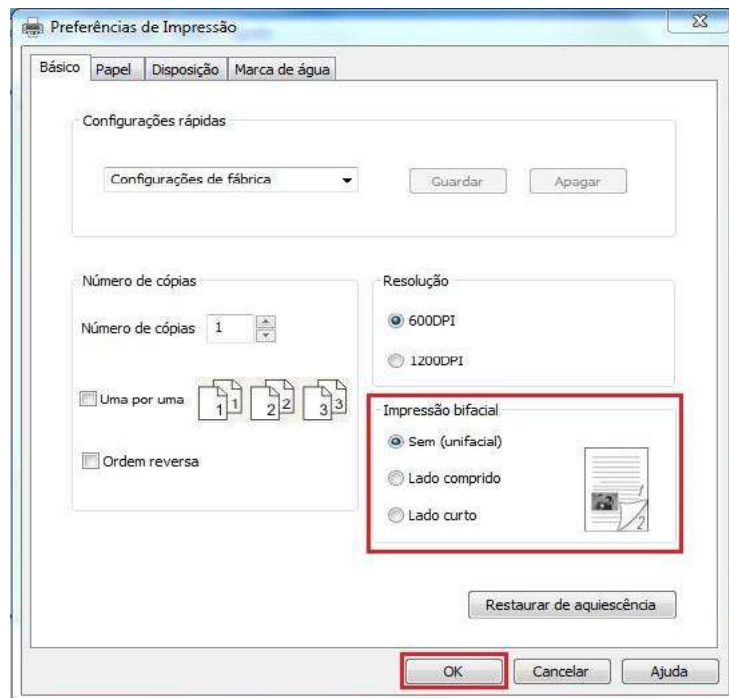 Preferências de Impressão
Básico Papel Disposição Marca de água
Configurações rápidas
Configurações de fábrica Guardar Apagar
Número de cópias
Número de cópias 1
Uma por uma 1 1 2 2 3 3
Ordem reversa
Resolução
600DPI
1200DPI
Impressão bifacial
Sem (unifacial)
Lado comprido
Lado curto
1
2
Restaurar de aquiescência
OK Cancelar Ajuda